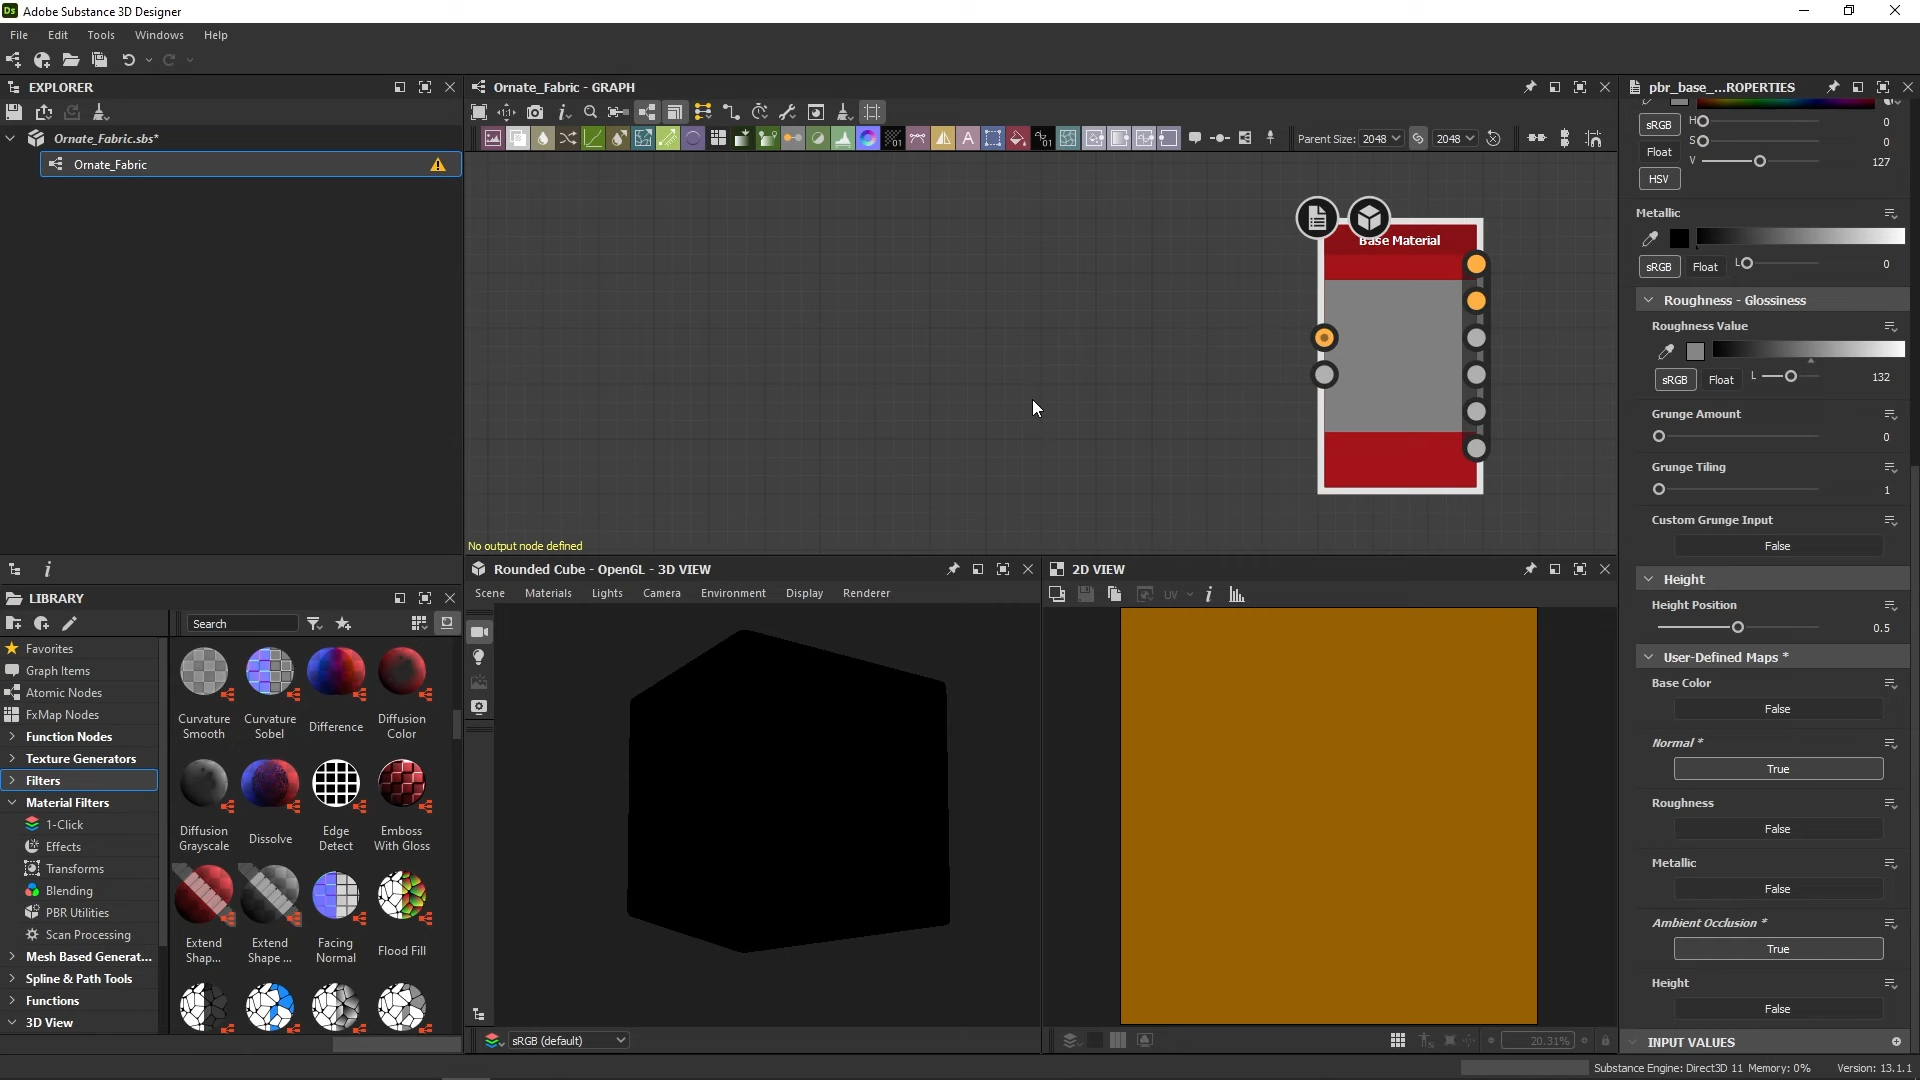 Ds Adobe Substance 3D Designer
File Edit Tools Windows Help
EXPLORER
Ornate_Fabric.sbs*
Ornate_Fabric
Ornate_Fabric - GRAPH
Parent Size: 2048 2048
Base Material
No output node defined
LIBRARY
Search
Favorites
Graph Items
Atomic Nodes
FxMap Nodes
Function Nodes
Texture Generators
Filters
Material Filters
1-Click
Effects
Transforms
Blending
PBR Utilities
Scan Processing
Mesh Based Generat...
Spline & Path Tools
Functions
3D View
Curvature Smooth
Curvature Sobel
Difference
Diffusion Color
Diffusion Grayscale
Dissolve
Edge Detect
Emboss With Gloss
Extend Shap...
Extend Shape ...
Facing Normal
Flood Fill
Rounded Cube - OpenGL - 3D VIEW
Scene Materials Lights Camera Environment Display Renderer
sRGB (default)
2D VIEW
UV
20.31%
pbr_base_...ROPERTIES
sRGB H 0
S 0
Float
V 127
HSV
Metallic
sRGB Float L 0
Roughness - Glossiness
Roughness Value
sRGB Float L 132
Grunge Amount
0
Grunge Tiling
1
Custom Grunge Input
False
Height
Height Position
0.5
User-Defined Maps *
Base Color
False
Normal *
True
Roughness
False
Metallic
False
Ambient Occlusion *
True
Height
False
INPUT VALUES
Substance Engine: Direct3D 11 Memory: 0% Version: 13.1.1